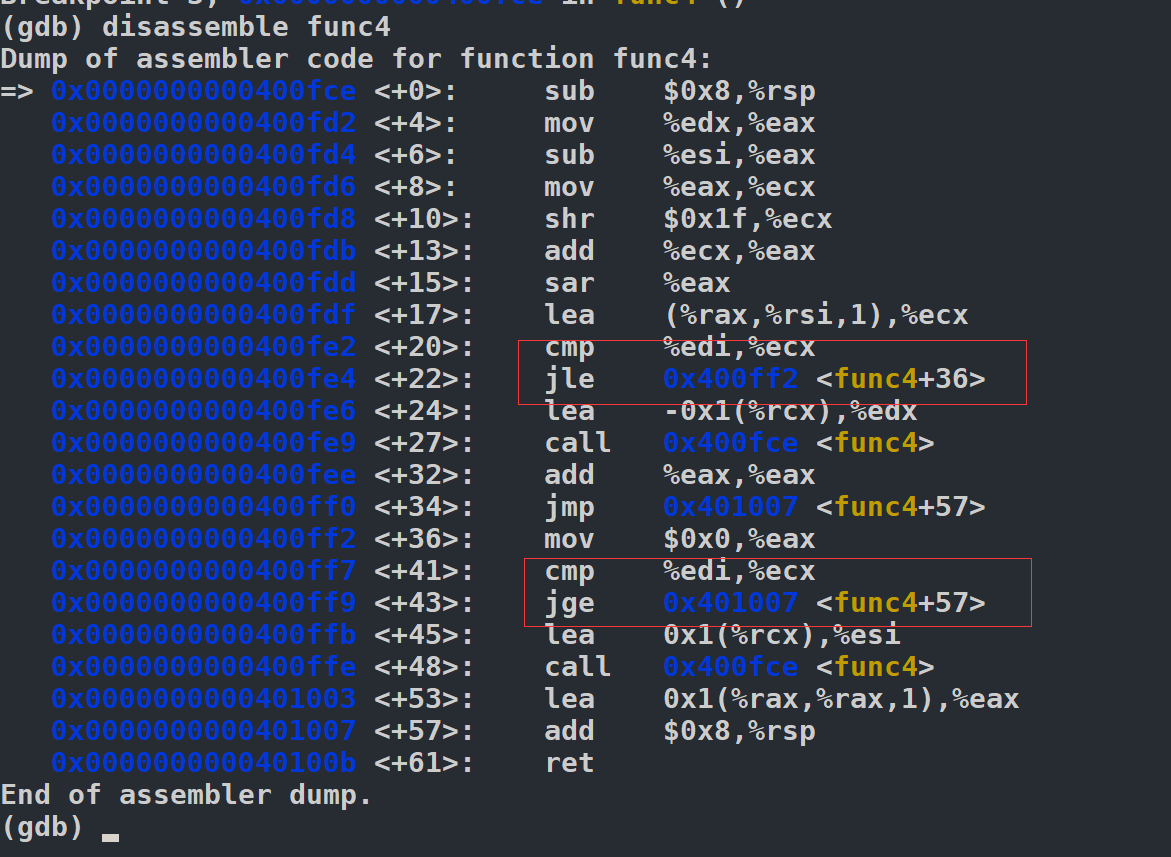 (gdb) disassemble func4
Dump of assembler code for function func4:
=> 0x0000000000400fce <+0>:     sub    $0x8,%rsp
   0x0000000000400fd2 <+4>:     mov    %edx,%eax
   0x0000000000400fd4 <+6>:     sub    %esi,%eax
   0x0000000000400fd6 <+8>:     mov    %eax,%ecx
   0x0000000000400fd8 <+10>:    shr    $0x1f,%ecx
   0x0000000000400fdb <+13>:    add    %ecx,%eax
   0x0000000000400fdd <+15>:    sar    %eax
   0x0000000000400fdf <+17>:    lea    (%rax,%rsi,1),%ecx
   0x0000000000400fe2 <+20>:    cmp    %edi,%ecx
   0x0000000000400fe4 <+22>:    jle    0x400ff2 <func4+36>
   0x0000000000400fe6 <+24>:    lea    -0x1(%rcx),%edx
   0x0000000000400fe9 <+27>:    call   0x400fce <func4>
   0x0000000000400fee <+32>:    add    %eax,%eax
   0x0000000000400ff0 <+34>:    jmp    0x401007 <func4+57>
   0x0000000000400ff2 <+36>:    mov    $0x0,%eax
   0x0000000000400ff7 <+41>:    cmp    %edi,%ecx
   0x0000000000400ff9 <+43>:    jge    0x401007 <func4+57>
   0x0000000000400ffb <+45>:    lea    0x1(%rcx),%esi
   0x0000000000400ffe <+48>:    call   0x400fce <func4>
   0x0000000000401003 <+53>:    lea    0x1(%rax,%rax,1),%eax
   0x0000000000401007 <+57>:    add    $0x8,%rsp
   0x000000000040100b <+61>:    ret
End of assembler dump.
(gdb)